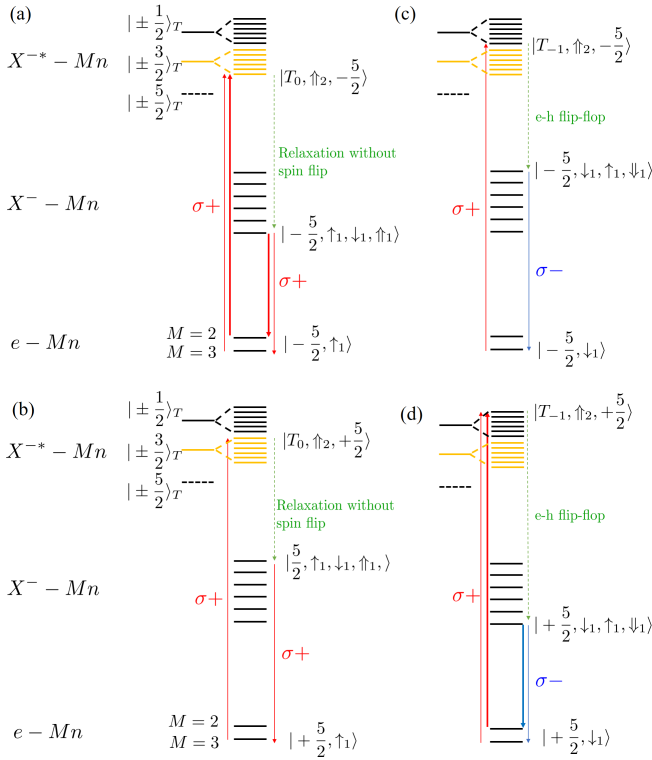 (a)
| ± 1/2⟩_T
X^{-*} − Mn
| ± 3/2⟩_T
| ± 5/2⟩_T
|T_0, ⇑_2, −5/2⟩
Relaxation without
spin flip
X^− − Mn
σ+
| − 5/2, ↑_1, ↓_1, ⇑_1⟩
σ+
e − Mn
M = 2
M = 3
| − 5/2, ↑_1⟩
(c)
|T_{−1}, ⇑_2, −5/2⟩
e-h flip-flop
| − 5/2, ↓_1, ↑_1, ⇓_1⟩
σ+
σ−
| − 5/2, ↓_1⟩
(b)
| ± 1/2⟩_T
X^{-*} − Mn
| ± 3/2⟩_T
| ± 5/2⟩_T
|T_0, ⇑_2, +5/2⟩
Relaxation without
spin flip
|5/2, ↑_1, ↓_1, ⇑_1, ⟩
X^− − Mn
σ+
σ+
e − Mn
M = 2
M = 3
| + 5/2, ↑_1⟩
(d)
|T_{−1}, ⇑_2, +5/2⟩
e-h flip-flop
σ+
| + 5/2, ↓_1, ↑_1, ⇓_1⟩
σ−
| + 5/2, ↓_1⟩